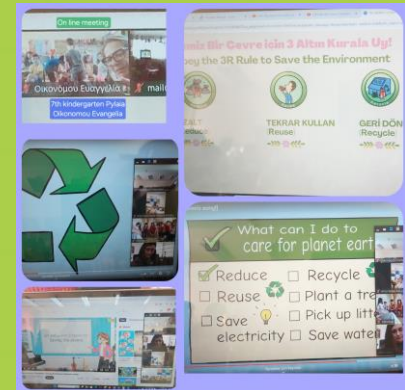 On line meeting
Οικονόμου Ευαγγελία
7th kindergarten Pylaia
Oikonomou Evangelia
Bir Çevre için 3 Altın Kurala Uy!
the 3R Rule to Save the Environment
TEKRAR KULLAN
(Reuse)
GERİ DÖN
(Recycle)
What can I do to
care for planet eart
Reduce
Recycle
Reuse
Plant a tre
Save
electricity
Pick up litt
Save water